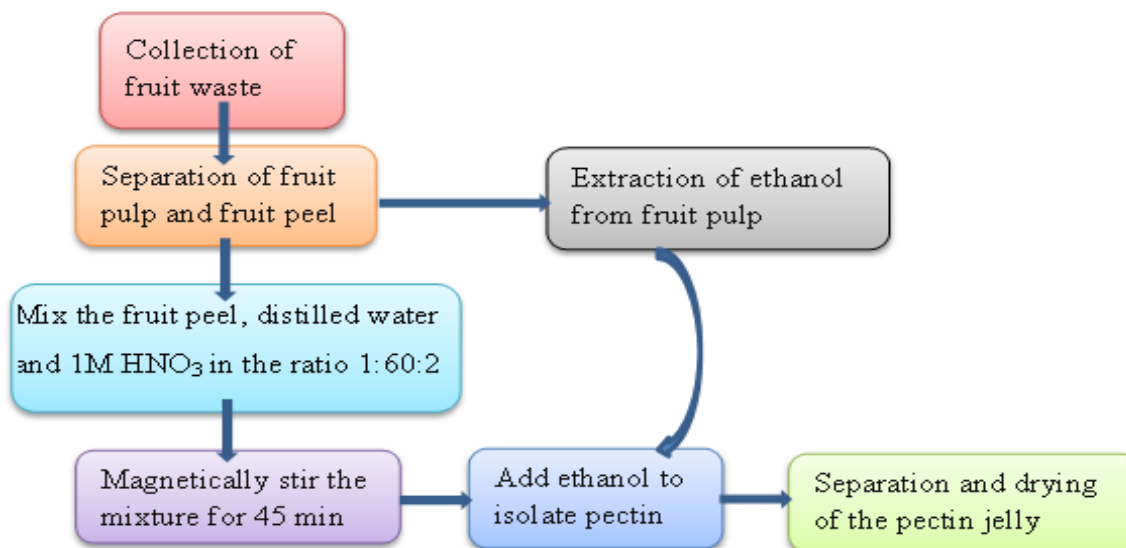 Collection of
fruit waste
Separation of fruit
pulp and fruit peel
Extraction of ethanol
from fruit pulp
Mix the fruit peel, distilled water
and 1M HNO₃ in the ratio 1:60:2
Magnetically stir the
mixture for 45 min
Add ethanol to
isolate pectin
Separation and drying
of the pectin jelly